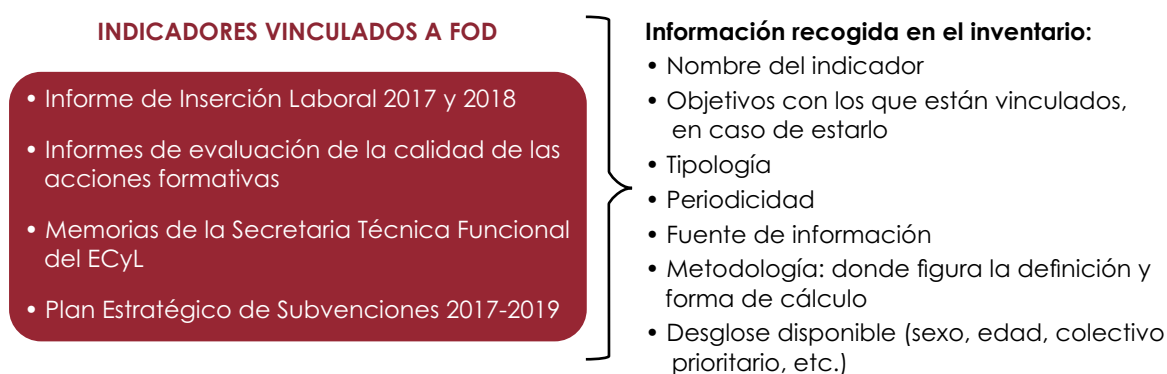 INDICADORES VINCULADOS A FOD
• Informe de Inserción Laboral 2017 y 2018
• Informes de evaluación de la calidad de las
acciones formativas
• Memorias de la Secretaria Técnica Funcional
del ECyL
• Plan Estratégico de Subvenciones 2017-2019
Información recogida en el inventario:
• Nombre del indicador
• Objetivos con los que están vinculados,
en caso de estarlo
• Tipología
• Periodicidad
• Fuente de información
• Metodología: donde figura la definición y
forma de cálculo
• Desglose disponible (sexo, edad, colectivo
prioritario, etc.)